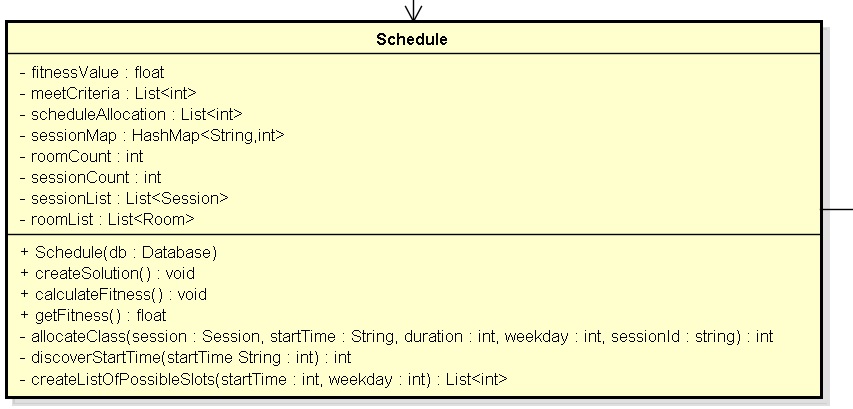 Schedule
- fitnessValue : float
- meetCriteria : List<int>
- scheduleAllocation : List<int>
- sessionMap : HashMap<String,int>
- roomCount : int
- sessionCount : int
- sessionList : List<Session>
- roomList : List<Room>
+ Schedule(db : Database)
+ createSolution() : void
+ calculateFitness() : void
+ getFitness() : float
- allocateClass(session : Session, startTime : String, duration : int, weekday : int, sessionId : string) : int
- discoverStartTime(startTime String : int) : int
- createListOfPossibleSlots(startTime : int, weekday : int) : List<int>